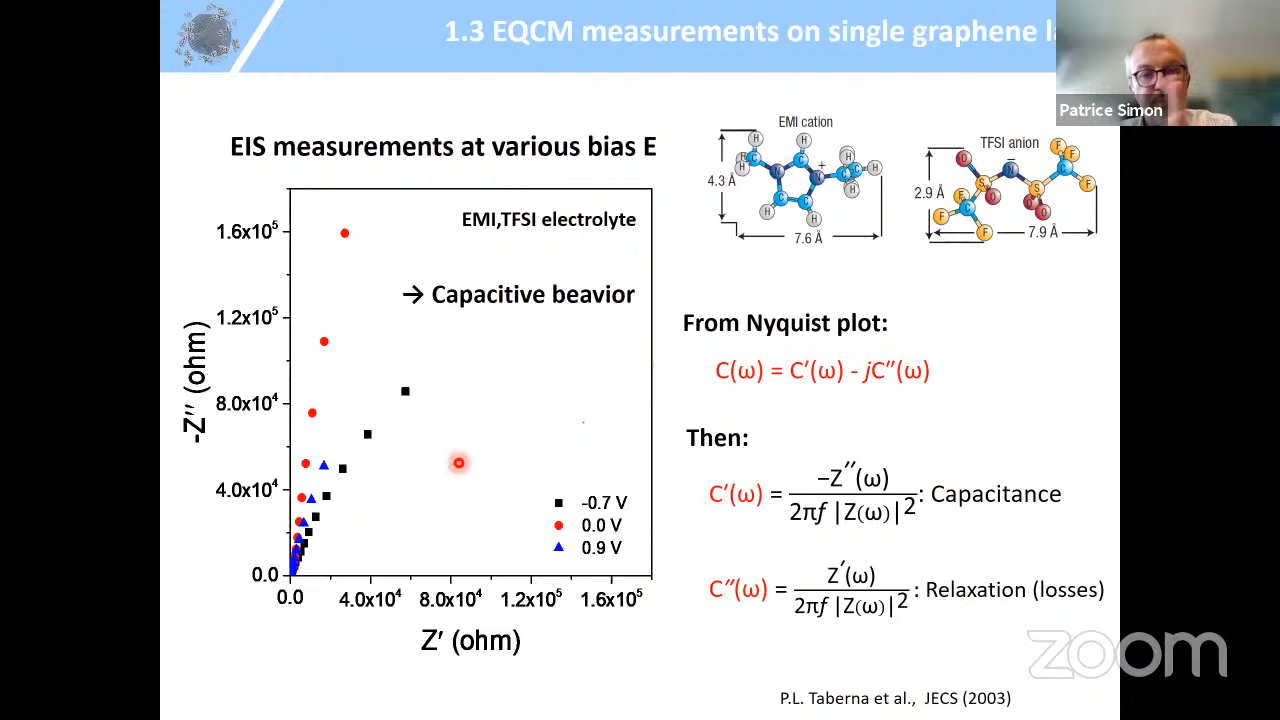 1.3 EQCM measurements on single graphene la
Patrice Simon
EIS measurements at various bias E
EMI cation
TFSI anion
4.3 Å
7.6 Å
2.9 Å
7.9 Å
H
H
H
H
H
H
H
H
H
C
C
C
C
C
C
N
N
+
O
S
N
−
S
O
O
O
C
C
F
F
F
F
F
F
EMI,TFSI electrolyte
→ Capacitive beavior
-Z′′ (ohm)
1.6x10⁵
1.2x10⁵
8.0x10⁴
4.0x10⁴
0.0
-0.7 V
0.0 V
0.9 V
0.0
4.0x10⁴
8.0x10⁴
1.2x10⁵
1.6x10⁵
Z′ (ohm)
From Nyquist plot:
C(ω) = C′(ω) - jC″(ω)
Then:
C′(ω) = −Z″(ω) / 2πf |Z(ω)|² : Capacitance
C″(ω) = Z′(ω) / 2πf |Z(ω)|² : Relaxation (losses)
zoom
P.L. Taberna et al., JECS (2003)